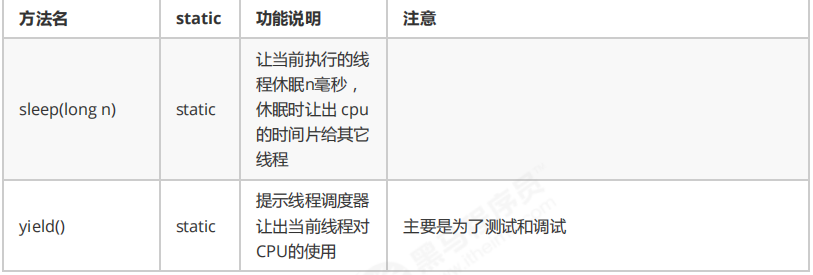 方法名 static 功能说明 注意
sleep(long n) static 让当前执行的线
程休眠n毫秒，
休眠时让出 cpu
的时间片给其它
线程
yield() static 提示线程调度器
让出当前线程对
CPU的使用 主要是为了测试和调试